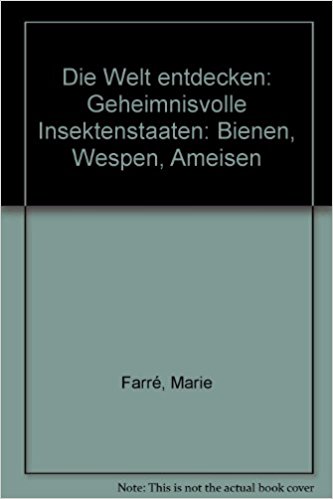 Die Welt entdecken:
Geheimnisvolle
Insektenstaaten: Bienen,
Wespen, Ameisen
Farré, Marie
Note: This is not the actual book cover